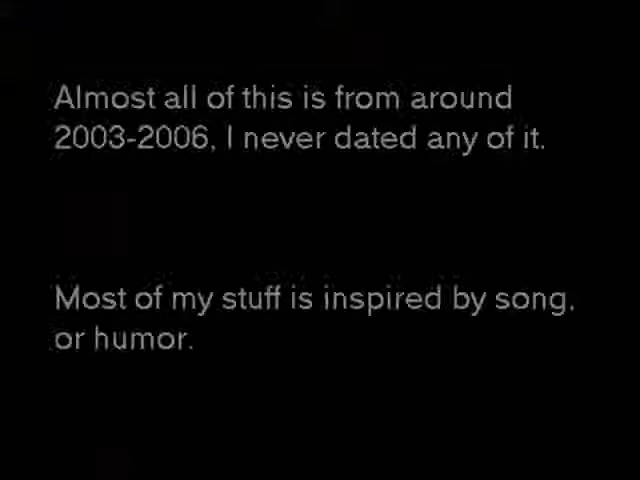 Almost all of this is from around
2003-2006, I never dated any of it.
Most of my stuff is inspired by song,
or humor.